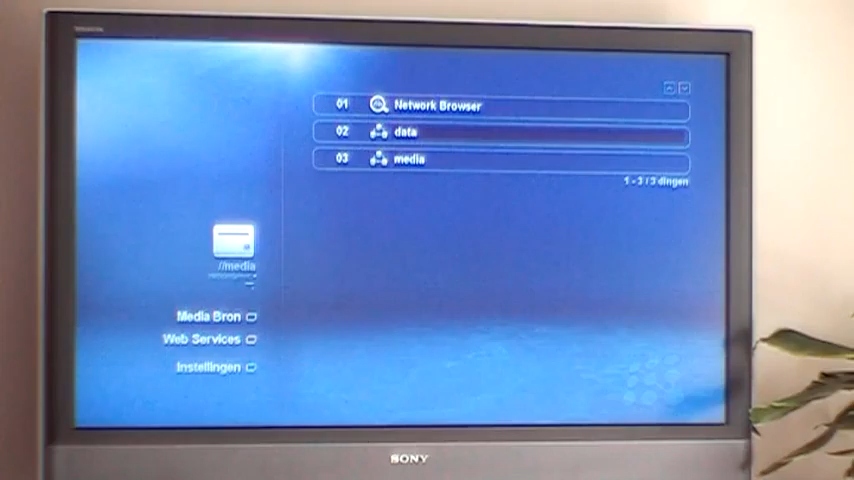 01 Network Browser
02 data
03 media
1 - 3 / 3 dingen
//media
Media Bron
Web Services
Instellingen
SONY